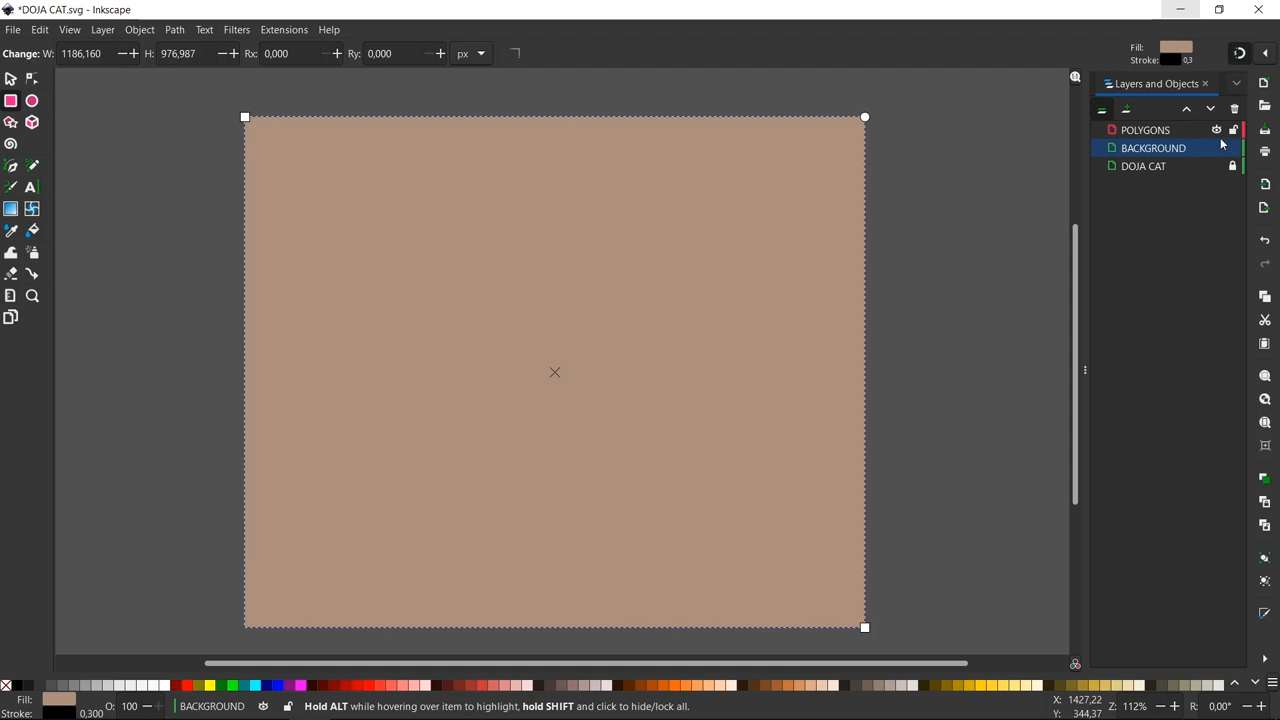 *DOJA CAT.svg - Inkscape
File Edit View Layer Object Path Text Filters Extensions Help
Change: W: 1186,160 H: 976,987 Rx: 0,000 Ry: 0,000 px
Fill:
Stroke: 0,3
Layers and Objects
POLYGONS
BACKGROUND
DOJA CAT
Fill:
Stroke: 0,300
O: 100
BACKGROUND
Hold ALT while hovering over item to highlight, hold SHIFT and click to hide/lock all.
X: 1427,22
Y: 344,37
Z: 112%
R: 0,00°